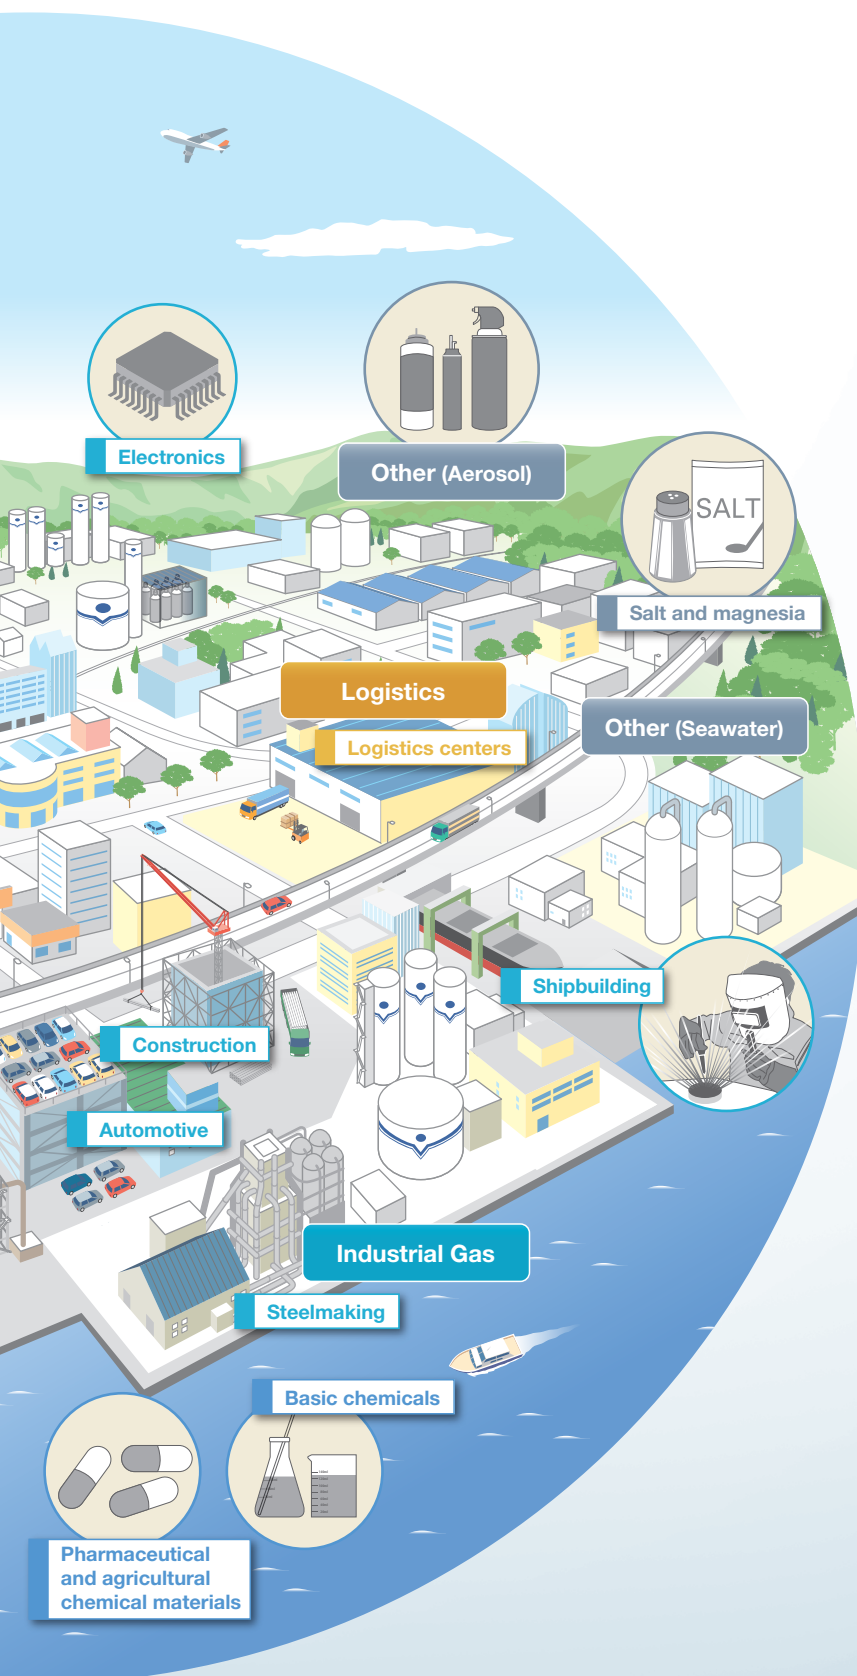 Electronics
Other (Aerosol)
SALT
Salt and magnesia
Logistics
Logistics centers
Other (Seawater)
Shipbuilding
Construction
Automotive
Industrial Gas
Steelmaking
Basic chemicals
Pharmaceutical
and agricultural
chemical materials